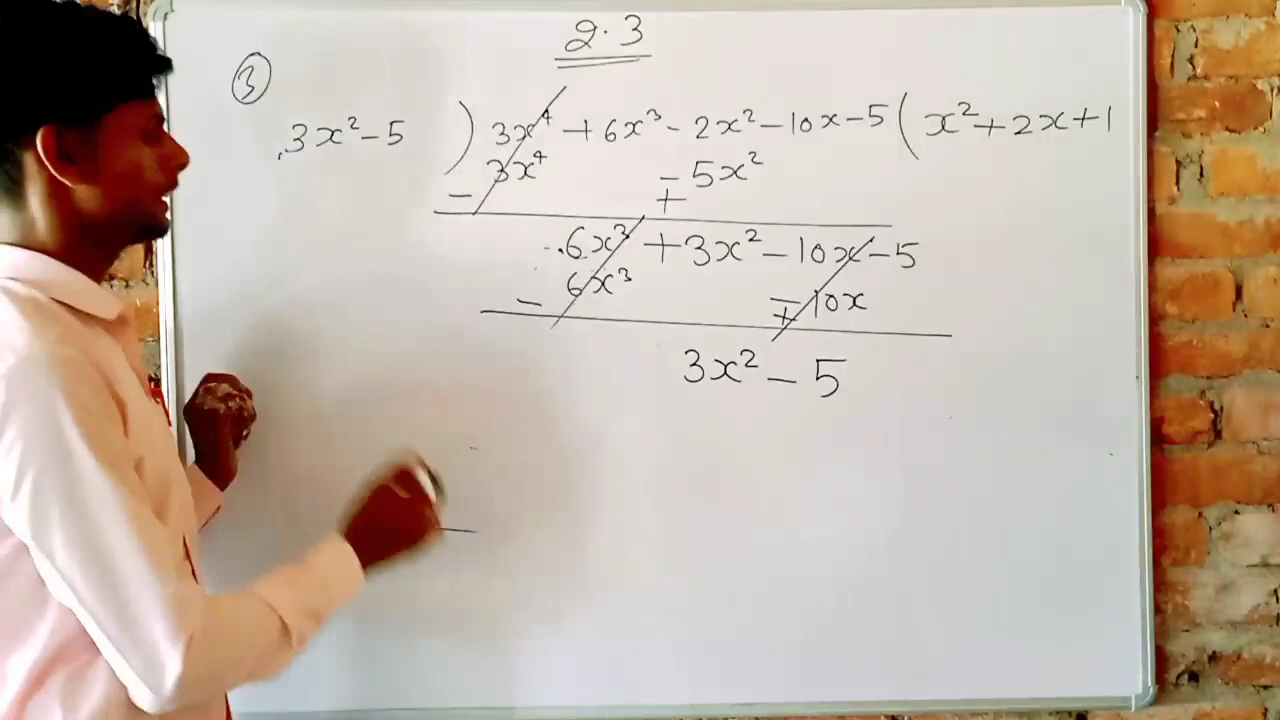 2.3
③
3x² - 5 ) 3x⁴ + 6x³ - 2x² - 10x - 5 ( x² + 2x + 1
3x⁴ - 5x²
- +
6x³ + 3x² - 10x - 5
6x³ - 10x
- +
3x² - 5